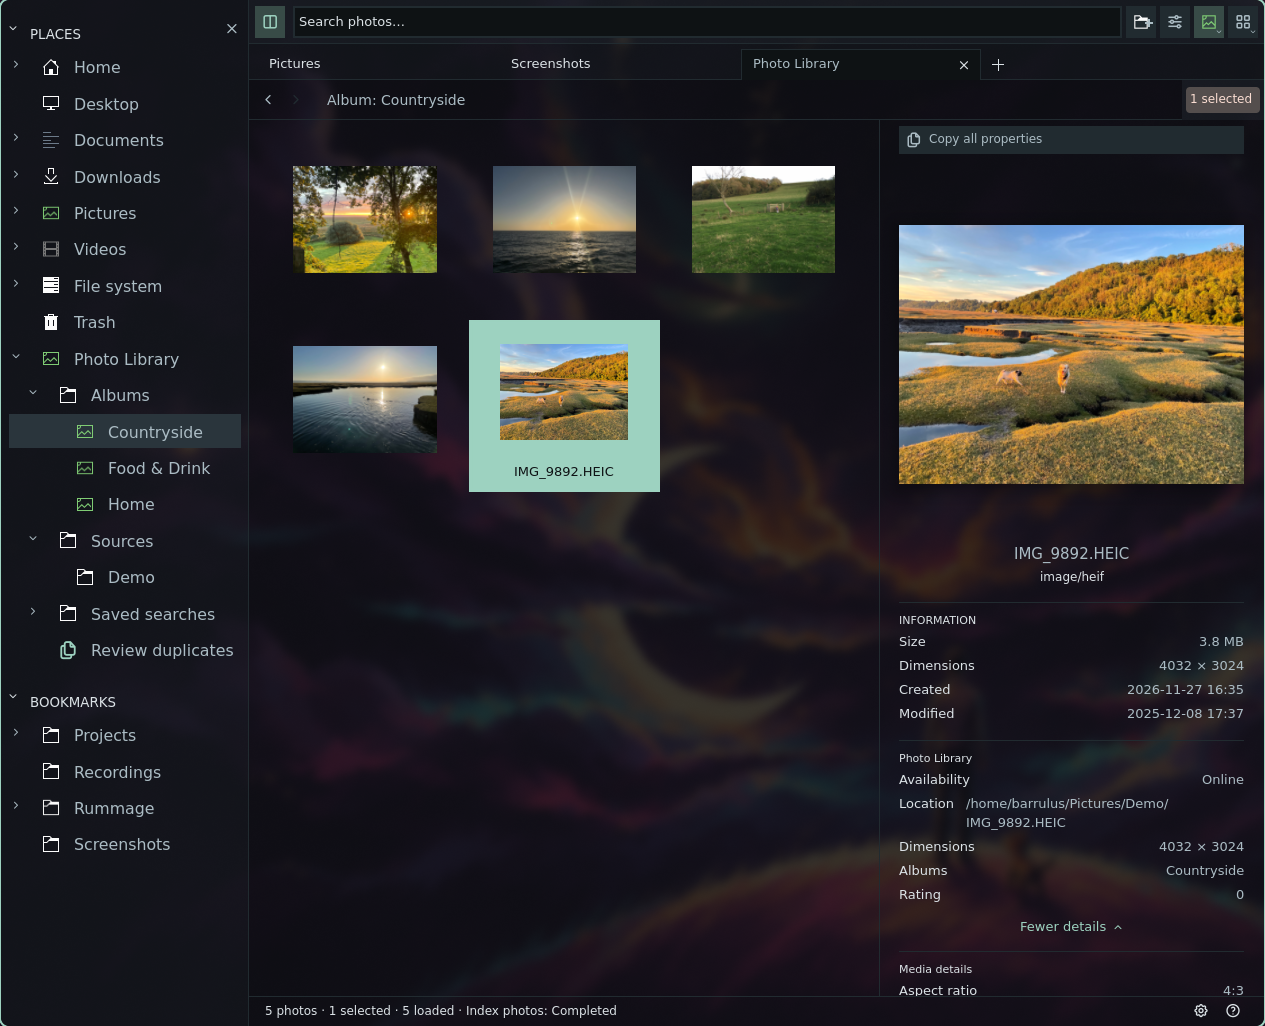 PLACES
Home
Desktop
Documents
Downloads
Pictures
Videos
File system
Trash
Photo Library
Albums
Countryside
Food & Drink
Home
Sources
Demo
Saved searches
Review duplicates
BOOKMARKS
Projects
Recordings
Rummage
Screenshots
Search photos...
Pictures
Screenshots
Photo Library
Album: Countryside
1 selected
IMG_9892.HEIC
Copy all properties
IMG_9892.HEIC
image/heif
INFORMATION
Size 3.8 MB
Dimensions 4032 × 3024
Created 2026-11-27 16:35
Modified 2025-12-08 17:37
Photo Library
Availability Online
Location /home/barrulus/Pictures/Demo/
IMG_9892.HEIC
Dimensions 4032 × 3024
Albums Countryside
Rating 0
Fewer details
Media details
Aspect ratio 4:3
5 photos · 1 selected · 5 loaded · Index photos: Completed